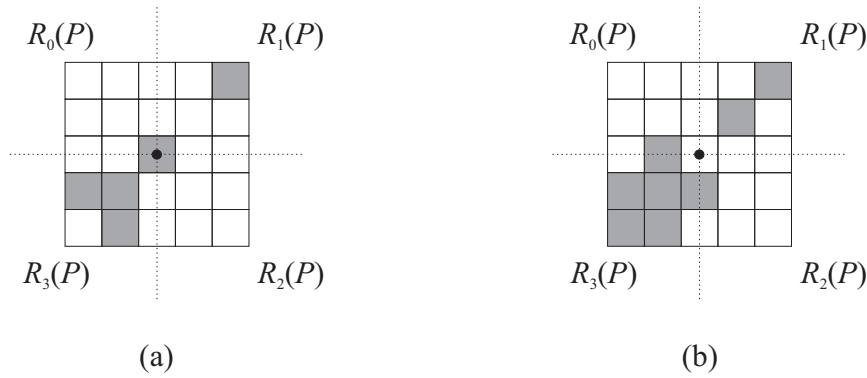 R₀(P) R₁(P) R₀(P) R₁(P)
R₃(P) R₂(P) R₃(P) R₂(P)
(a) (b)